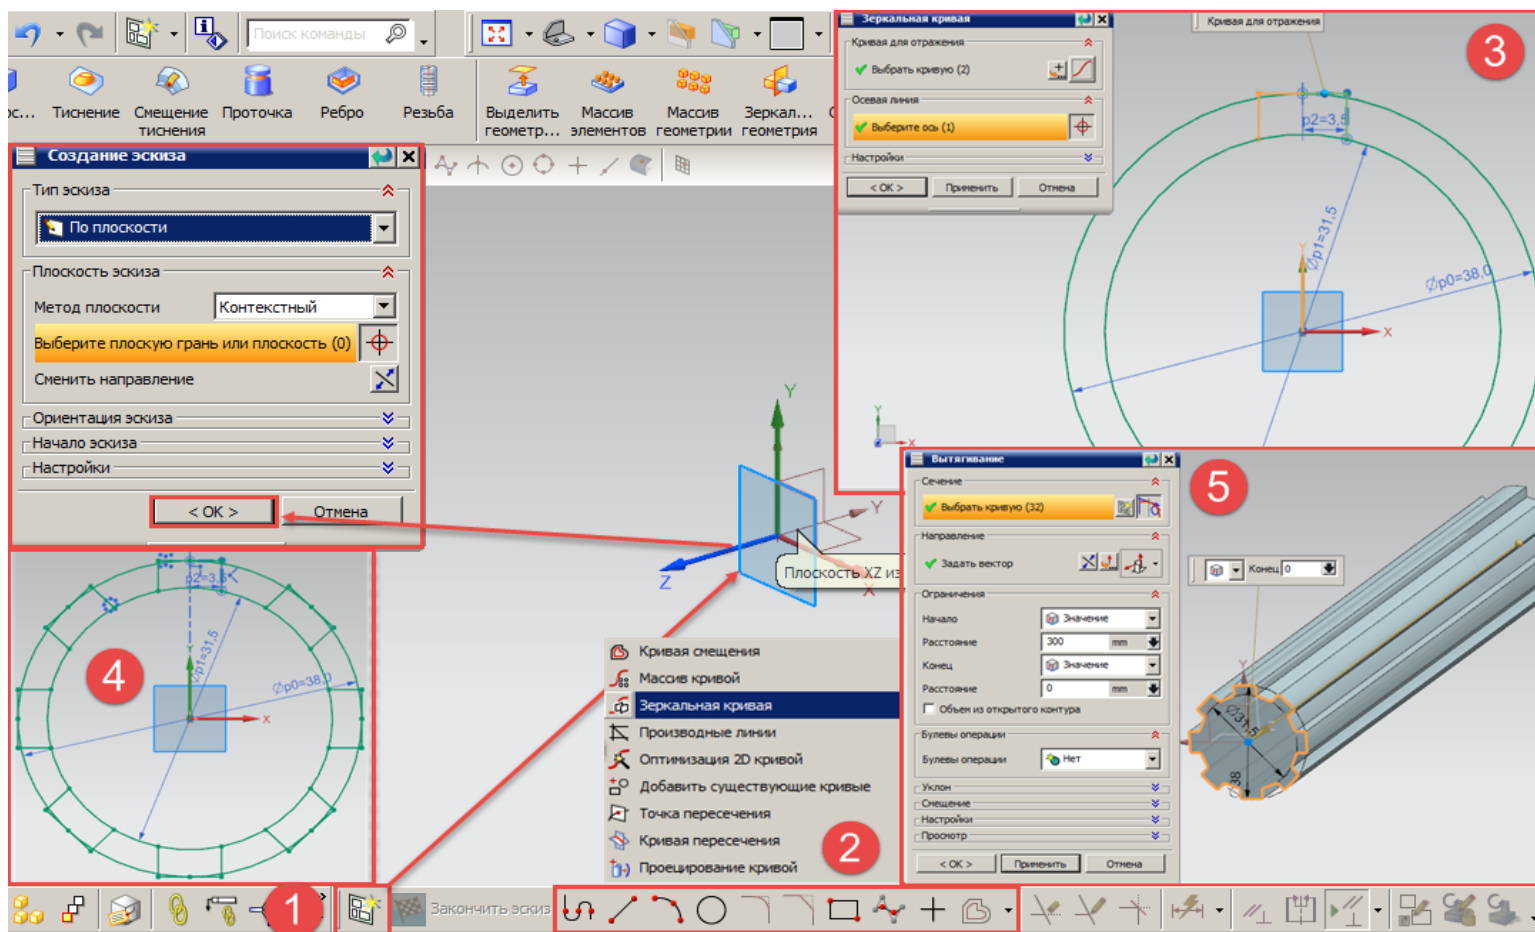 Поиск команды
Тиснение
Смещение
тиснения
Проточка
Ребро
Резьба
Выделить
геометр...
Массив
элементов
Массив
геометрии
Зеркал...
геометрия
Создание эскиза
Тип эскиза
По плоскости
Плоскость эскиза
Метод плоскости
Контекстный
Выберите плоскую грань или плоскость (0)
Сменить направление
Ориентация эскиза
Начало эскиза
Настройки
< OK >
Отмена
Y
Y
Z
X
Плоскость XZ из
Зеркальная кривая
Кривая для отражения
Выбрать кривую (2)
Осевая линия
Выберите ось (1)
Настройки
< OK >
Применить
Отмена
Кривая для отражения
3
p2=3,5
Øp1=31,5
Øp0=38,0
Y
X
Y
X
p2=3,5
Øp1=31,5
Øp0=38,0
Y
X
4
Кривая смещения
Массив кривой
Зеркальная кривая
Производные линии
Оптимизация 2D кривой
Добавить существующие кривые
Точка пересечения
Кривая пересечения
Проецирование кривой
2
Вытягивание
Сечение
Выбрать кривую (32)
Направление
Задать вектор
Ограничения
Начало
Значение
Расстояние
300
mm
Конец
Значение
Расстояние
0
mm
Объем из открытого контура
Булевы операции
Булевы операции
Нет
Уклон
Смещение
Настройки
Просмотр
< OK >
Применить
Отмена
5
Конец 0
Y
Ø31,5
Ø38
1
Закончить эскиз